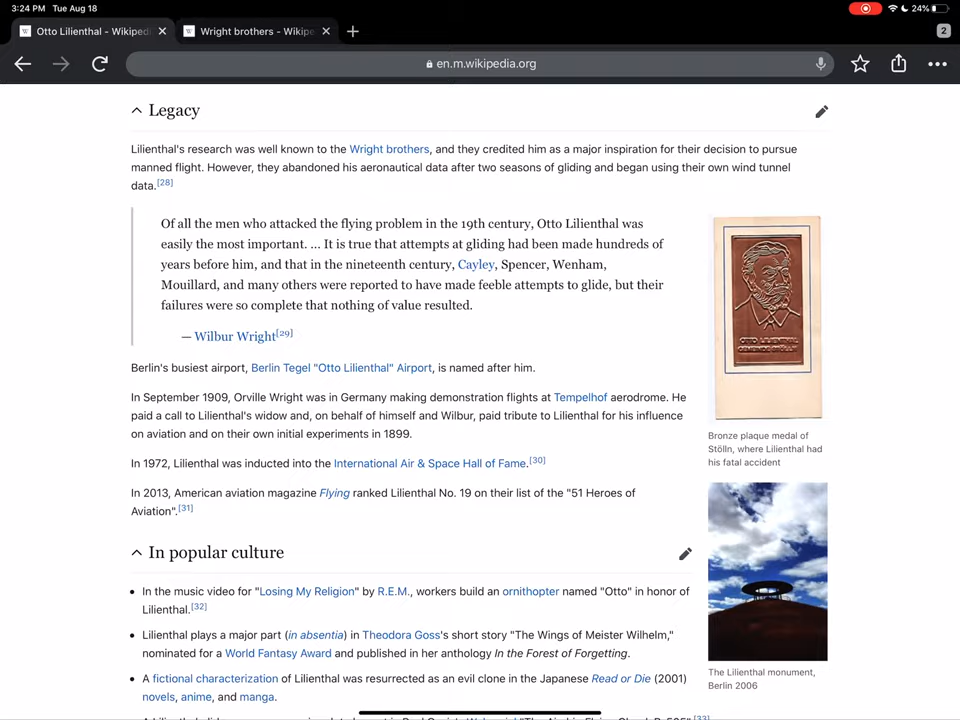 3:24 PM Tue Aug 18
24%
Otto Lilienthal - Wikiped
Wright brothers - Wikipe
2
en.m.wikipedia.org
Legacy
Lilienthal's research was well known to the Wright brothers, and they credited him as a major inspiration for their decision to pursue
manned flight. However, they abandoned his aeronautical data after two seasons of gliding and began using their own wind tunnel
data.[28]
Of all the men who attacked the flying problem in the 19th century, Otto Lilienthal was
easily the most important. ... It is true that attempts at gliding had been made hundreds of
years before him, and that in the nineteenth century, Cayley, Spencer, Wenham,
Mouillard, and many others were reported to have made feeble attempts to glide, but their
failures were so complete that nothing of value resulted.
— Wilbur Wright[29]
Berlin's busiest airport, Berlin Tegel "Otto Lilienthal" Airport, is named after him.
In September 1909, Orville Wright was in Germany making demonstration flights at Tempelhof aerodrome. He
paid a call to Lilienthal's widow and, on behalf of himself and Wilbur, paid tribute to Lilienthal for his influence
on aviation and on their own initial experiments in 1899.
In 1972, Lilienthal was inducted into the International Air & Space Hall of Fame.[30]
In 2013, American aviation magazine Flying ranked Lilienthal No. 19 on their list of the "51 Heroes of
Aviation".[31]
OTTO LILIENTHAL
Bronze plaque medal of
Stölln, where Lilienthal had
his fatal accident
The Lilienthal monument,
Berlin 2006
In popular culture
In the music video for "Losing My Religion" by R.E.M., workers build an ornithopter named "Otto" in honor of
Lilienthal.[32]
Lilienthal plays a major part (in absentia) in Theodora Goss's short story "The Wings of Meister Wilhelm,"
nominated for a World Fantasy Award and published in her anthology In the Forest of Forgetting.
A fictional characterization of Lilienthal was resurrected as an evil clone in the Japanese Read or Die (2001)
novels, anime, and manga.